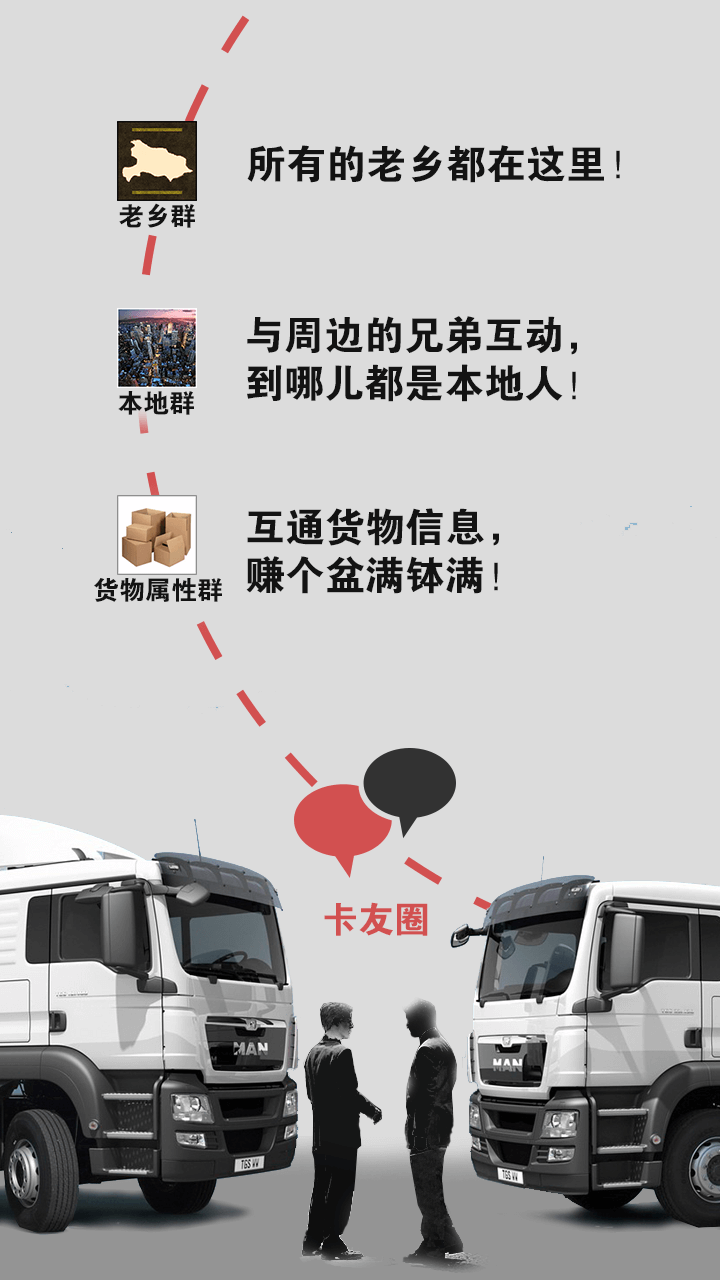 所有的老乡都在这里!
老乡群
与周边的兄弟互动,
到哪儿都是本地人!
本地群
互通货物信息,
赚个盆满钵满!
货物属性群
卡友圈
MAN
MAN
TGS WW
TGS WW